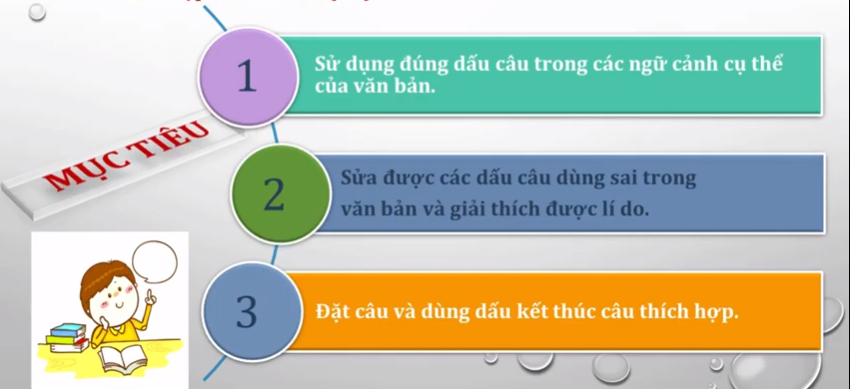 MỤC TIÊU
1
Sử dụng đúng dấu câu trong các ngữ cảnh cụ thể
của văn bản.
2
Sửa được các dấu câu dùng sai trong
văn bản và giải thích được lí do.
3
Đặt câu và dùng dấu kết thúc câu thích hợp.